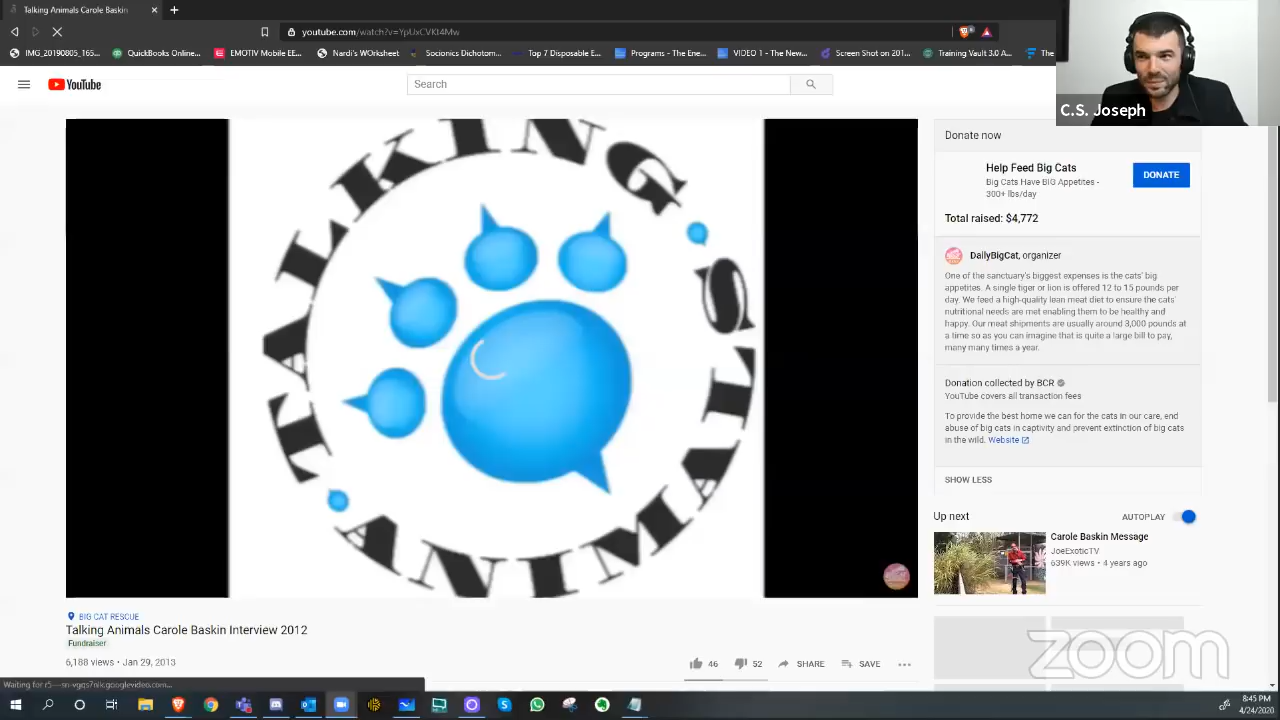 Talking Animals Carole Baskin
youtube.com/watch?v=YpUxCVKt4Mw
IMG_20190805_165...
QuickBooks Online...
EMOTIV Mobile EE...
Nardi's WOrksheet
Socionics Dichotom...
Top 7 Disposable E...
Programs - The Ene...
VIDEO 1 - The New...
Screen Shot on 201...
Training Vault 3.0 A...
The
C.S. Joseph
YouTube
Search
TALKING
ANIMALS
Donate now
Help Feed Big Cats
Big Cats Have BIG Appetites -
300+ lbs/day
DONATE
Total raised: $4,772
DailyBigCat, organizer
One of the sanctuary's biggest expenses is the cats' big
appetites. A single tiger or lion is offered 12 to 15 pounds per
day. We feed a high-quality lean meat diet to ensure the cats'
nutritional needs are met enabling them to be healthy and
happy. Our meat shipments are usually around 3,000 pounds at
a time so as you can imagine that is quite a large bill to pay,
many many times a year.
Donation collected by BCR
YouTube covers all transaction fees
To provide the best home we can for the cats in our care, end
abuse of big cats in captivity and prevent extinction of big cats
in the wild. Website
SHOW LESS
Up next
AUTOPLAY
Carole Baskin Message
JoeExoticTV
639K views • 4 years ago
BIG CAT RESCUE
Talking Animals Carole Baskin Interview 2012
Fundraiser
6,188 views • Jan 29, 2013
46
52
SHARE
SAVE
zoom
8:45 PM
4/24/2020